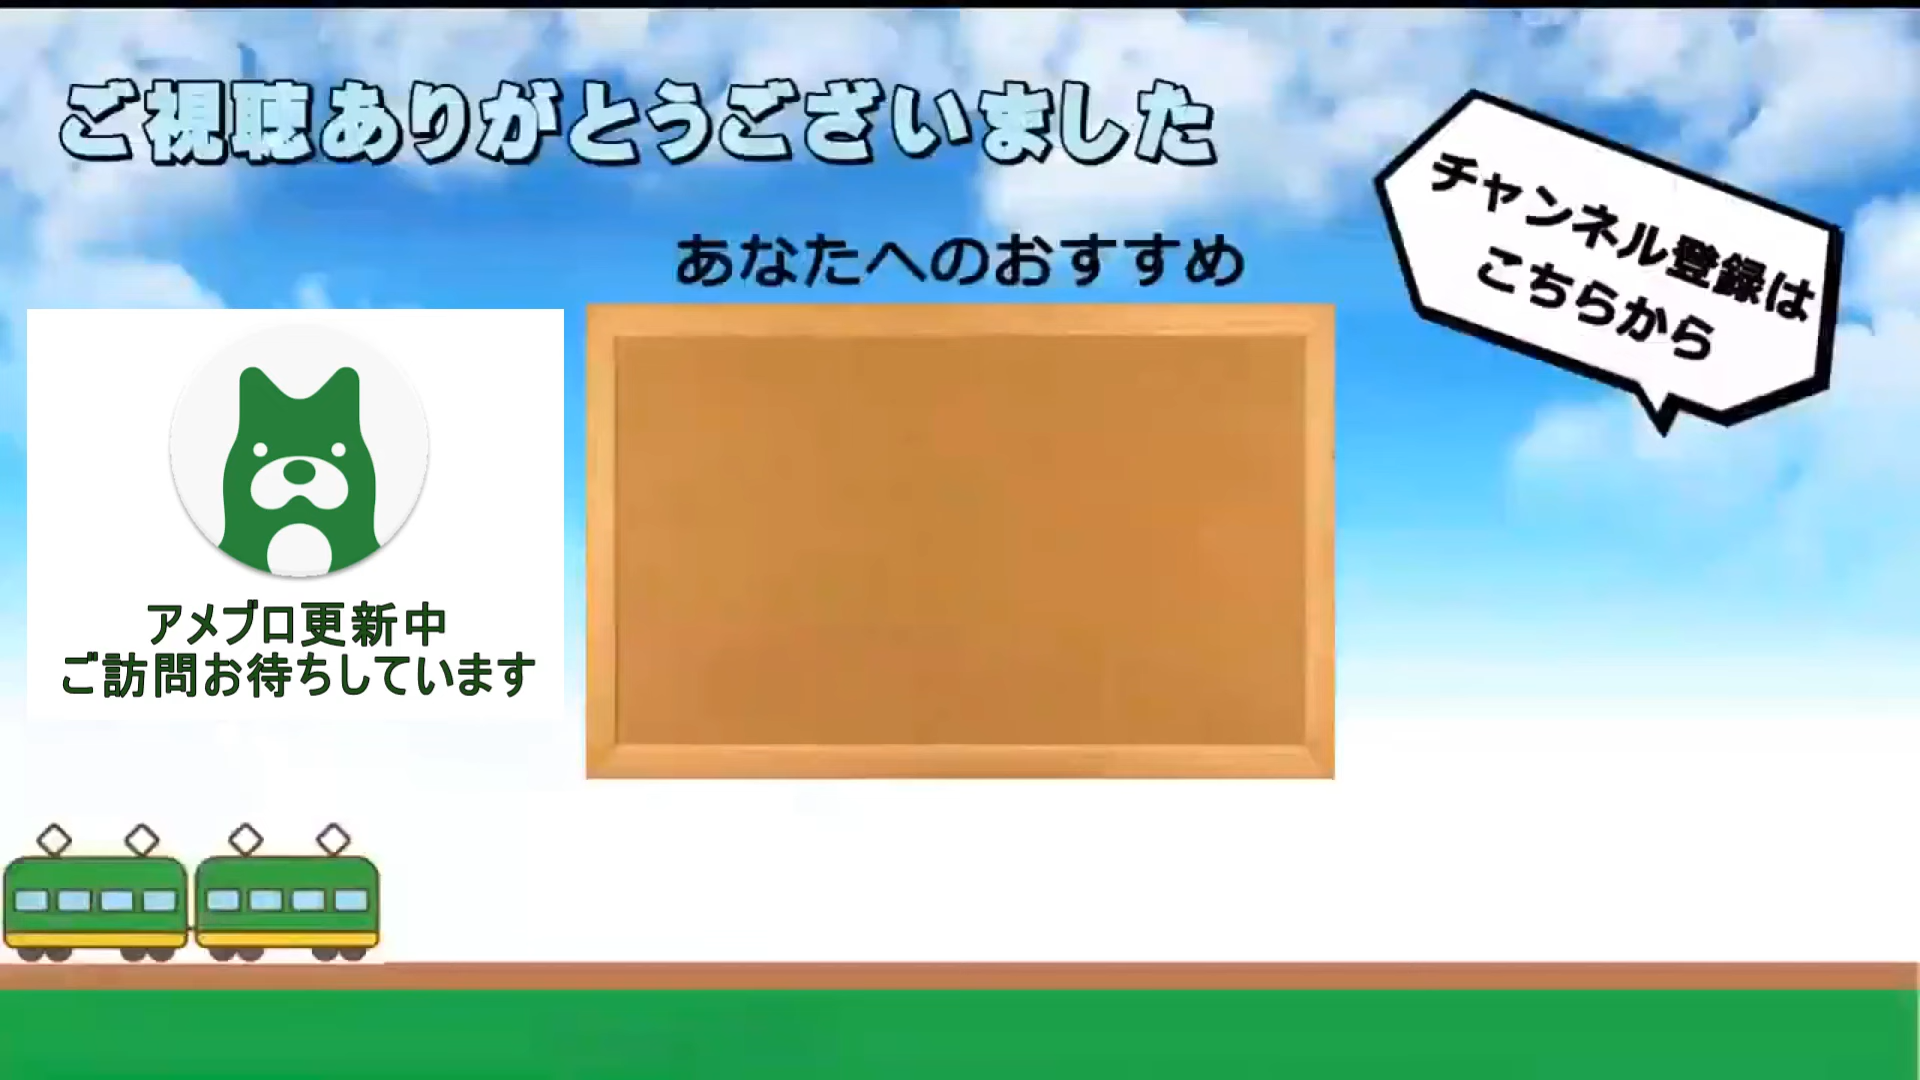 ご視聴ありがとうございました
チャンネル登録は
こちらから
あなたへのおすすめ
アメブロ更新中
ご訪問お待ちしています